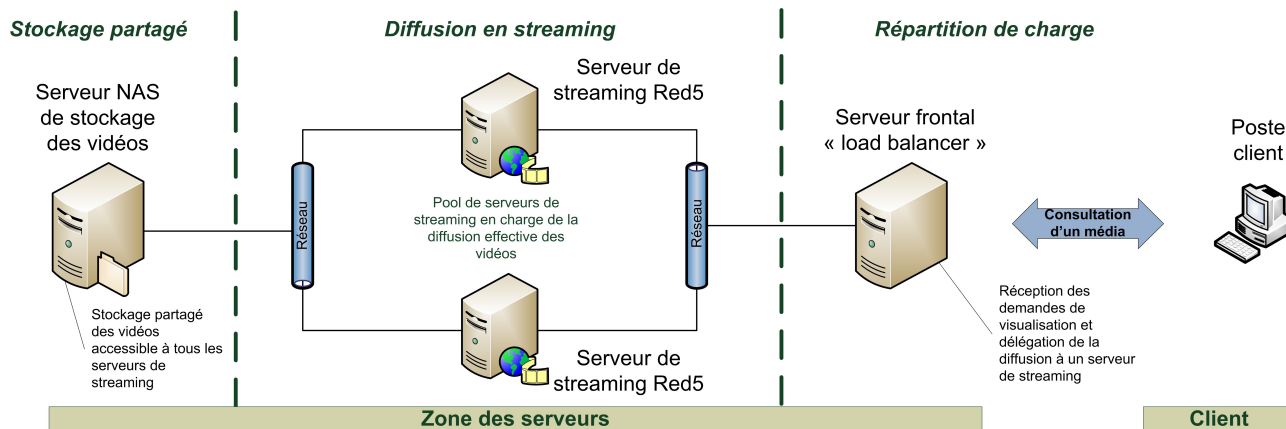 Stockage partagé
Diffusion en streaming
Répartition de charge
Serveur NAS
de stockage
des vidéos
Stockage partagé
des vidéos
accessible à tous les
serveurs de
streaming
Réseau
Serveur de
streaming Red5
Pool de serveurs de
streaming en charge de la
diffusion effective des
vidéos
Serveur de
streaming Red5
Réseau
Serveur frontal
« load balancer »
Réception des
demandes de
visualisation et
délégation de la
diffusion à un serveur
de streaming
Consultation
d'un média
Poste
client
Zone des serveurs
Client